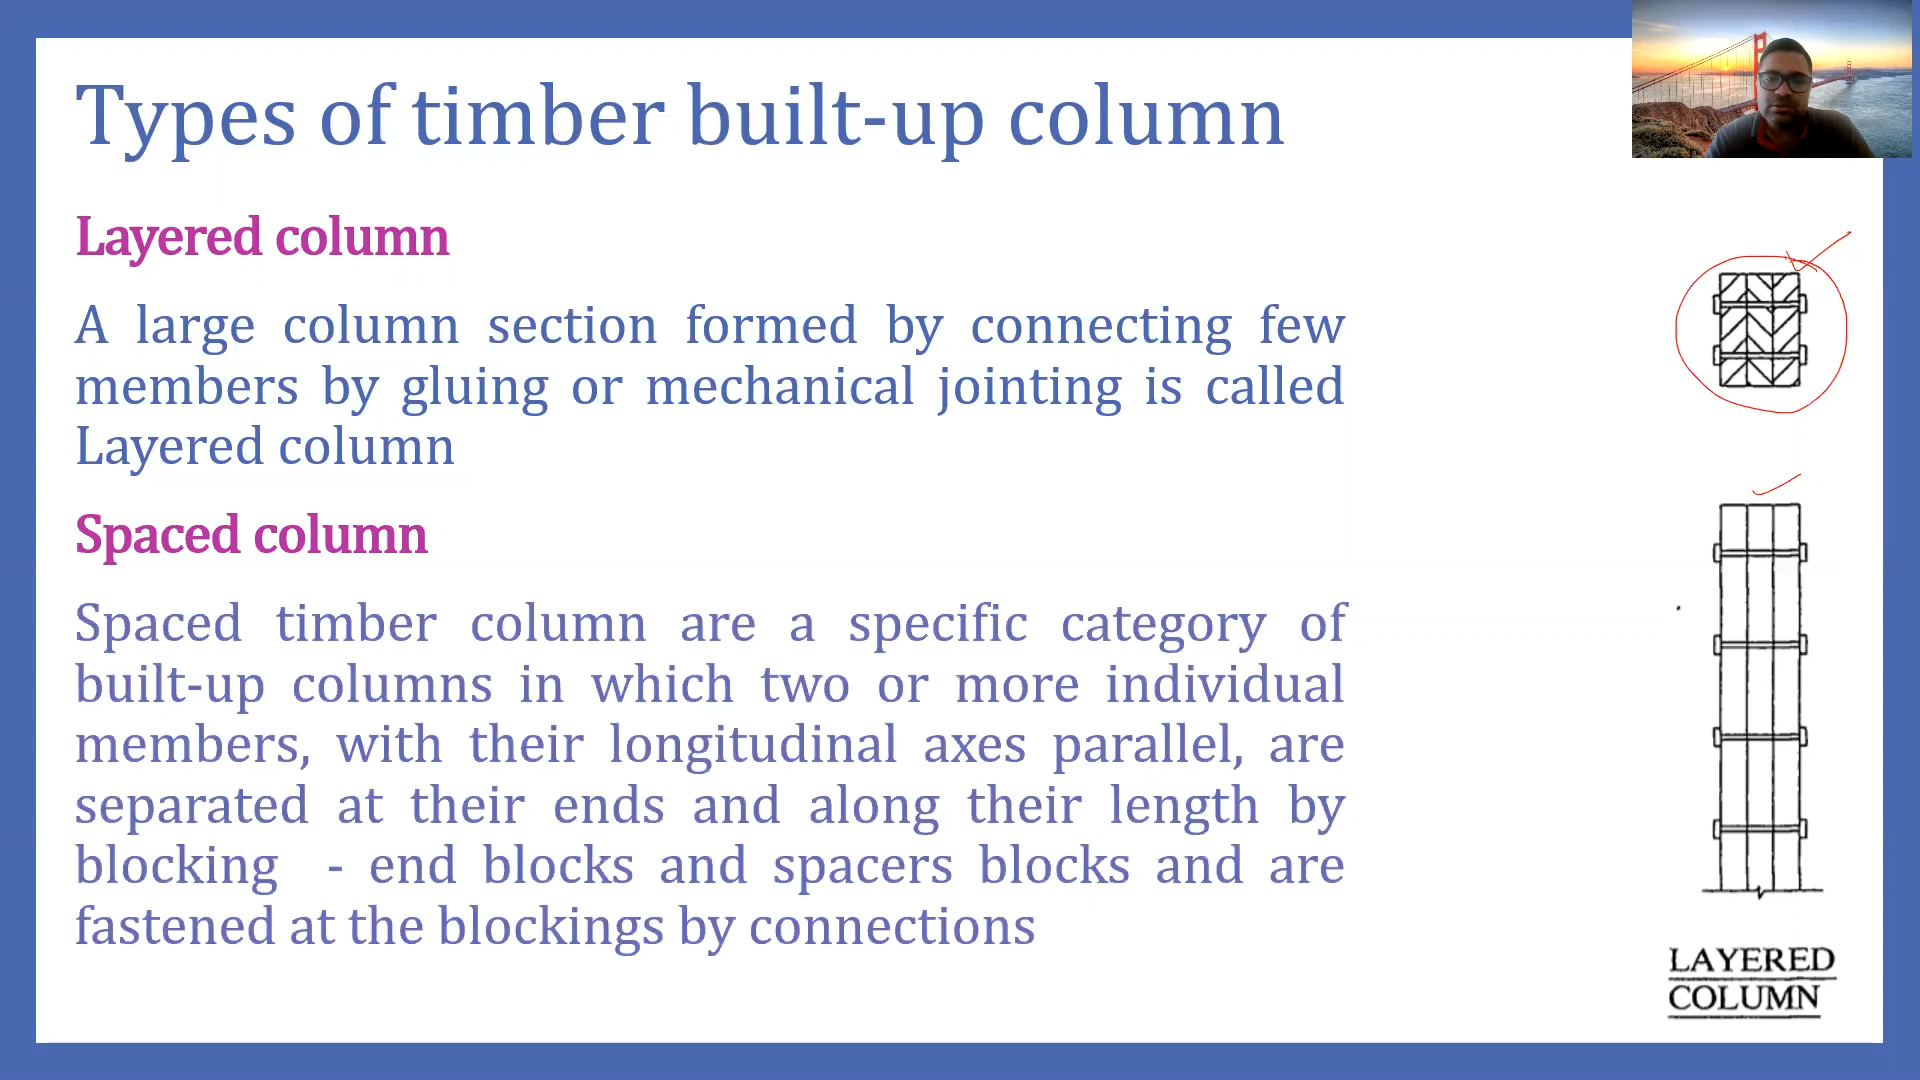 Types of timber built-up column
Layered column
A large column section formed by connecting few
members by gluing or mechanical jointing is called
Layered column
Spaced column
Spaced timber column are a specific category of
built-up columns in which two or more individual
members, with their longitudinal axes parallel, are
separated at their ends and along their length by
blocking - end blocks and spacers blocks and are
fastened at the blockings by connections
LAYERED
COLUMN